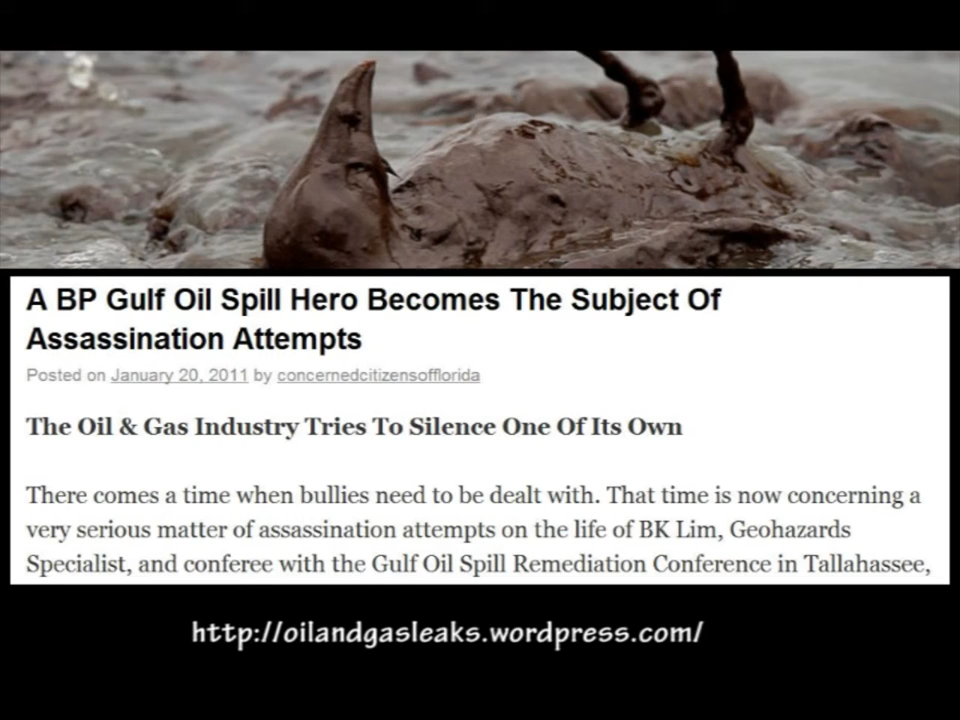 A BP Gulf Oil Spill Hero Becomes The Subject Of
Assassination Attempts
Posted on January 20, 2011 by concernedcitizensofflorida
The Oil & Gas Industry Tries To Silence One Of Its Own
There comes a time when bullies need to be dealt with. That time is now concerning a
very serious matter of assassination attempts on the life of BK Lim, Geohazards
Specialist, and conferee with the Gulf Oil Spill Remediation Conference in Tallahassee,
http://oilandgasleaks.wordpress.com/